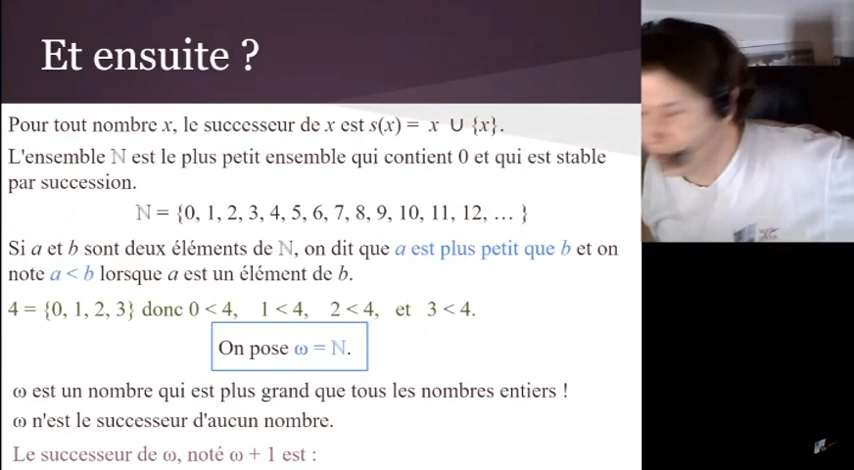 Et ensuite ?
Pour tout nombre x, le successeur de x est s(x) = x ∪ {x}.
L'ensemble ℕ est le plus petit ensemble qui contient 0 et qui est stable
par succession.
ℕ = {0, 1, 2, 3, 4, 5, 6, 7, 8, 9, 10, 11, 12, … }
Si a et b sont deux éléments de ℕ, on dit que a est plus petit que b et on
note a < b lorsque a est un élément de b.
4 = {0, 1, 2, 3} donc 0 < 4, 1 < 4, 2 < 4, et 3 < 4.
On pose ω = ℕ.
ω est un nombre qui est plus grand que tous les nombres entiers !
ω n'est le successeur d'aucun nombre.
Le successeur de ω, noté ω + 1 est :